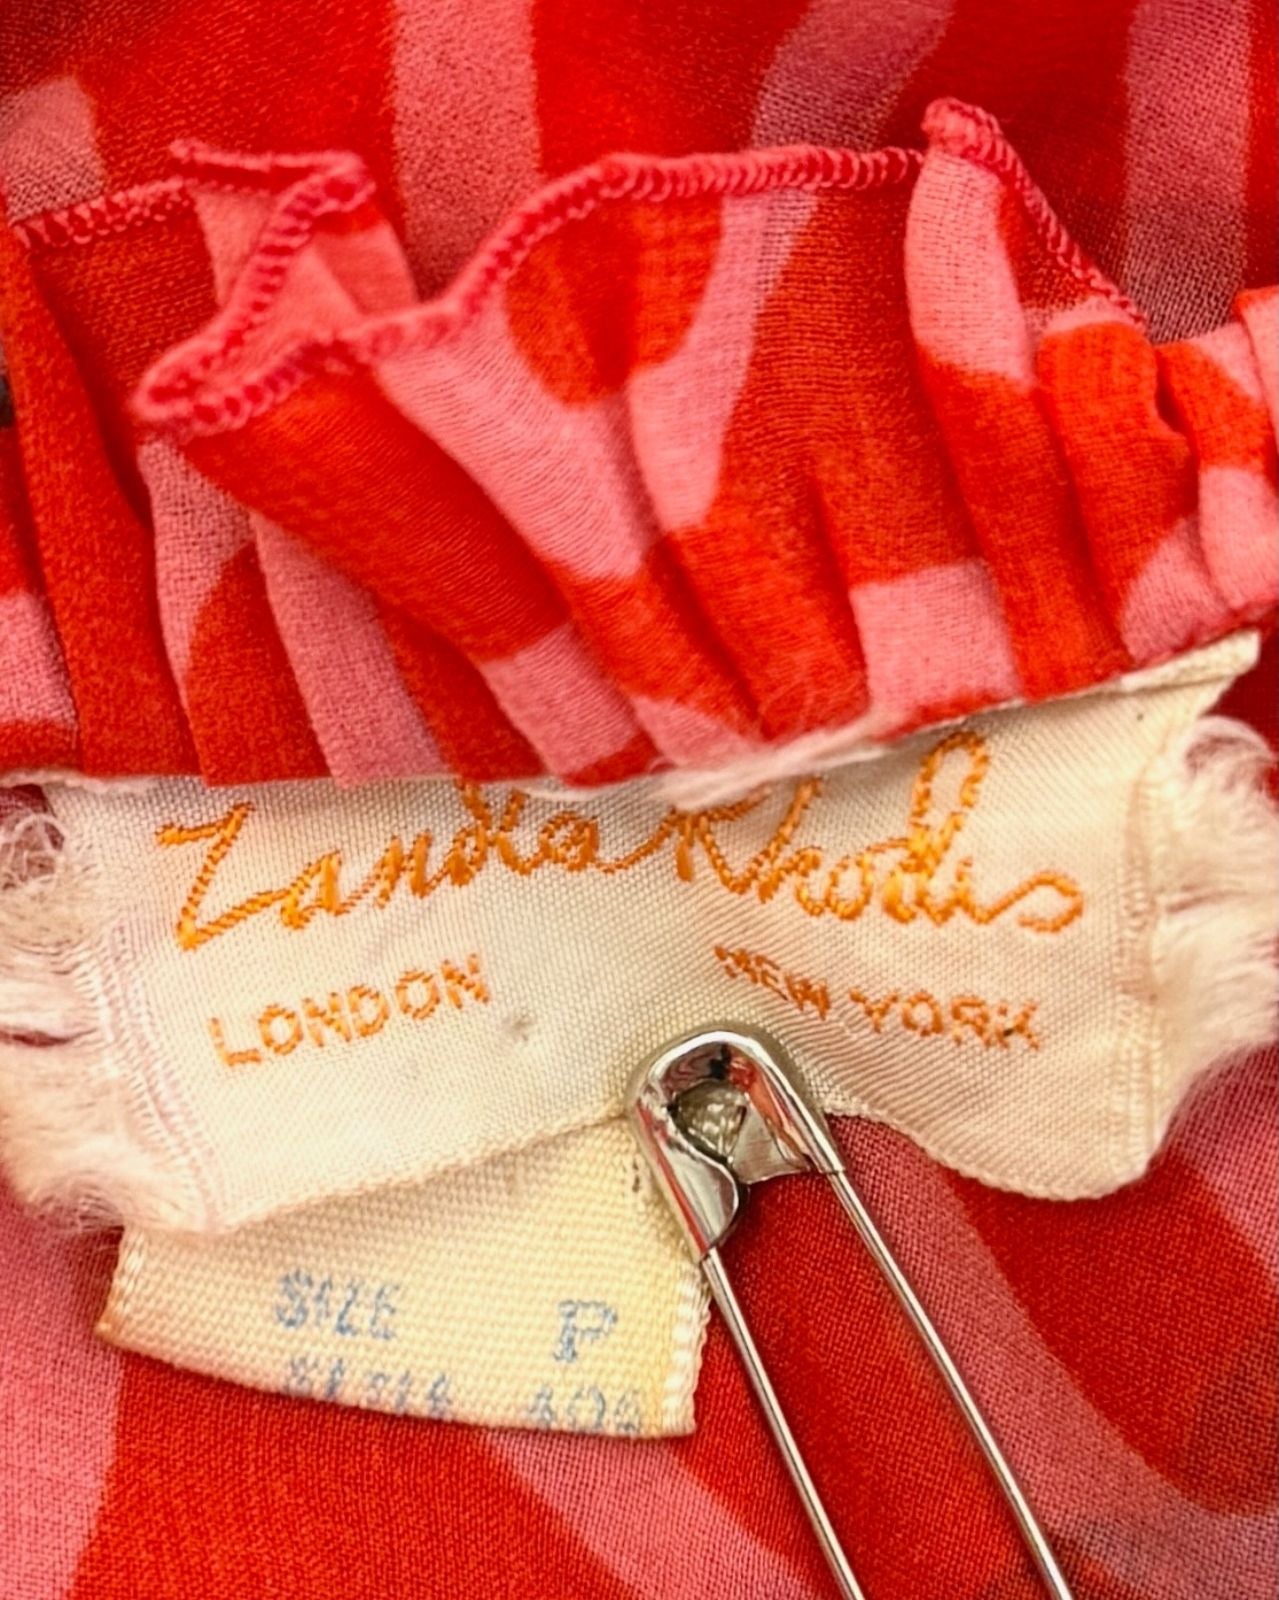 Zandra Rhodes
LONDON NEW YORK
SIZE P